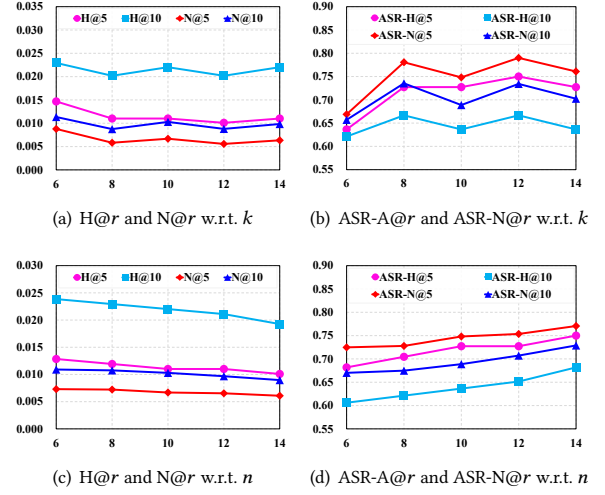 H@5 H@10 N@5 N@10
0.035
0.030
0.025
0.020
0.015
0.010
0.005
0.000
6 8 10 12 14
(a) H@r and N@r w.r.t. k
ASR-H@5 ASR-H@10
ASR-N@5 ASR-N@10
0.90
0.85
0.80
0.75
0.70
0.65
0.60
0.55
6 8 10 12 14
(b) ASR-A@r and ASR-N@r w.r.t. k
H@5 H@10 N@5 N@10
0.030
0.025
0.020
0.015
0.010
0.005
0.000
6 8 10 12 14
(c) H@r and N@r w.r.t. n
ASR-H@5 ASR-H@10
ASR-N@5 ASR-N@10
0.90
0.85
0.80
0.75
0.70
0.65
0.60
0.55
6 8 10 12 14
(d) ASR-A@r and ASR-N@r w.r.t. n